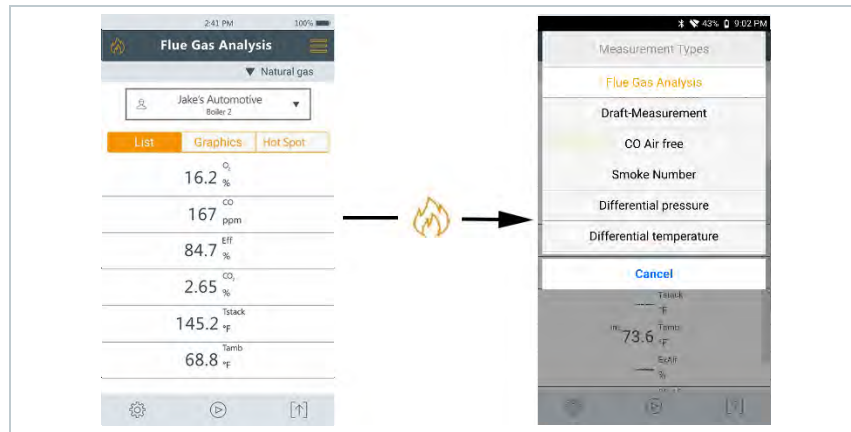 2:41 PM 100%
Flue Gas Analysis
▼ Natural gas
Jake's Automotive ▼
Boiler 2
List Graphics Hot Spot
16.2 O₂ %
167 CO ppm
84.7 Eff %
2.65 CO₂ %
145.2 Tstack °F
68.8 Tamb °F
43% 9:02 PM
Measurement Types
Flue Gas Analysis
Draft-Measurement
CO Air free
Smoke Number
Differential pressure
Differential temperature
Cancel
--- Tstack °F
73.6 Tamb °F
--- ExAir %